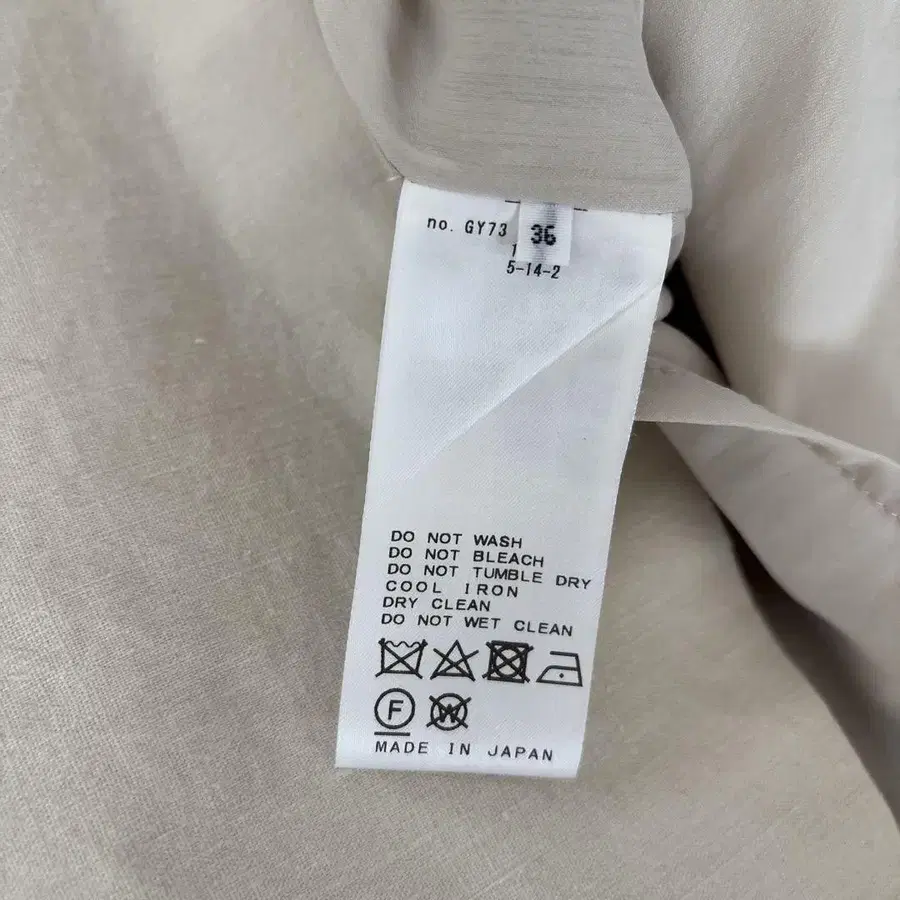 no. GY73
36
5-14-2
DO NOT WASH
DO NOT BLEACH
DO NOT TUMBLE DRY
COOL IRON
DRY CLEAN
DO NOT WET CLEAN
F W
MADE IN JAPAN